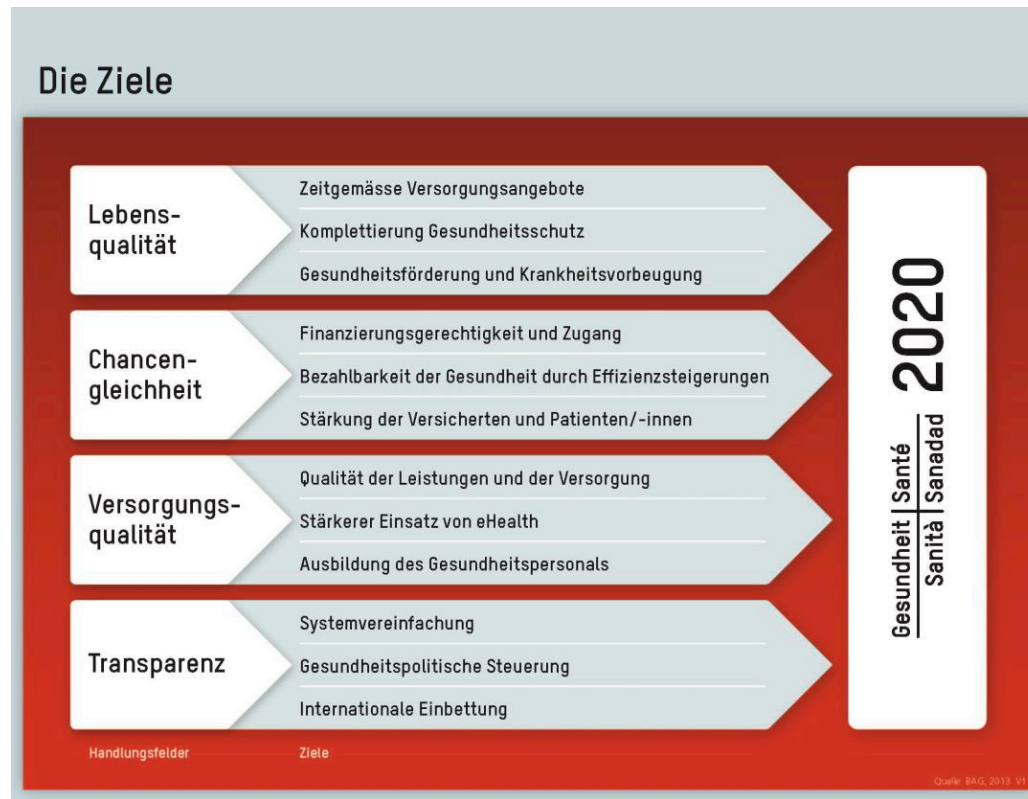 Die Ziele
Lebens-
qualität
Zeitgemässe Versorgungsangebote
Komplettierung Gesundheitsschutz
Gesundheitsförderung und Krankheitsvorbeugung
Chancen-
gleichheit
Finanzierungsgerechtigkeit und Zugang
Bezahlbarkeit der Gesundheit durch Effizienzsteigerungen
Stärkung der Versicherten und Patienten/-innen
Versorgungs-
qualität
Qualität der Leistungen und der Versorgung
Stärkerer Einsatz von eHealth
Ausbildung des Gesundheitspersonals
Transparenz
Systemvereinfachung
Gesundheitspolitische Steuerung
Internationale Einbettung
Gesundheit Santé
Sanità Sanadad
2020
Handlungsfelder
Ziele
Quelle: BAG, 2013 V1